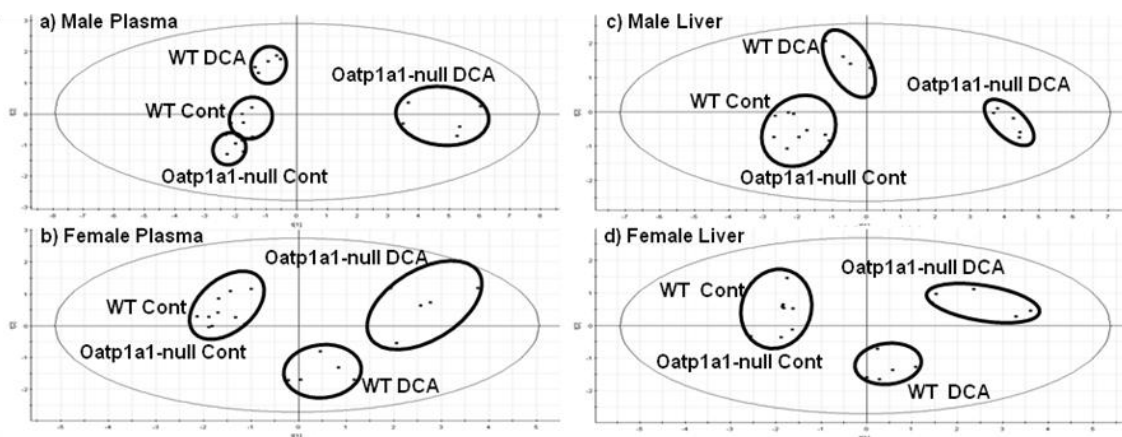 a) Male Plasma
WT DCA
Oatp1a1-null DCA
WT Cont
Oatp1a1-null Cont
c) Male Liver
WT DCA
Oatp1a1-null DCA
WT Cont
Oatp1a1-null Cont
b) Female Plasma
Oatp1a1-null DCA
WT Cont
Oatp1a1-null Cont
WT DCA
d) Female Liver
Oatp1a1-null DCA
WT Cont
Oatp1a1-null Cont
WT DCA